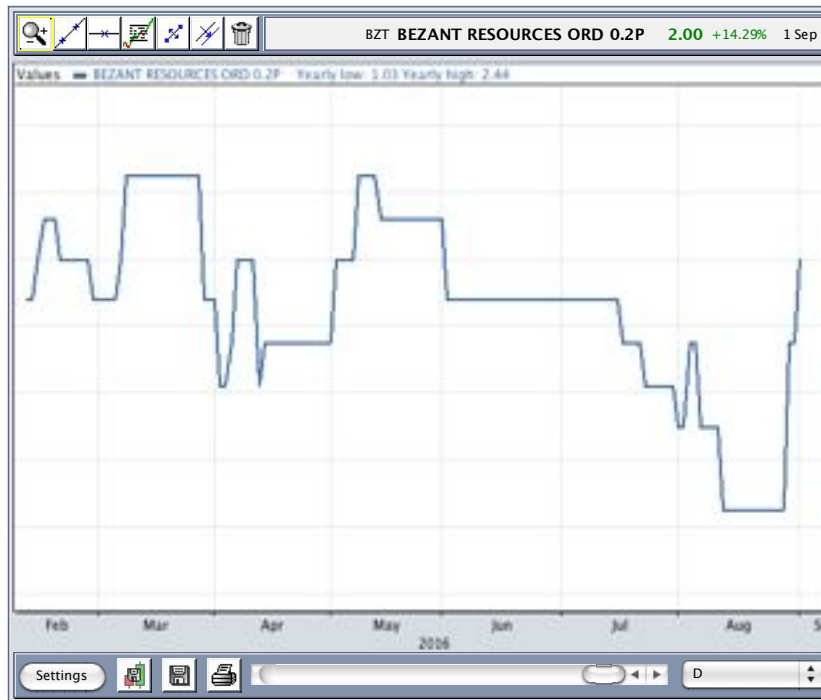 BZT BEZANT RESOURCES ORD 0.2P 2.00 +14.29% 1 Sep
Values BEZANT RESOURCES ORD 0.2P Yearly low: 1.03 Yearly high: 2.44
Feb Mar Apr May Jun Jul Aug S
2016
Settings D